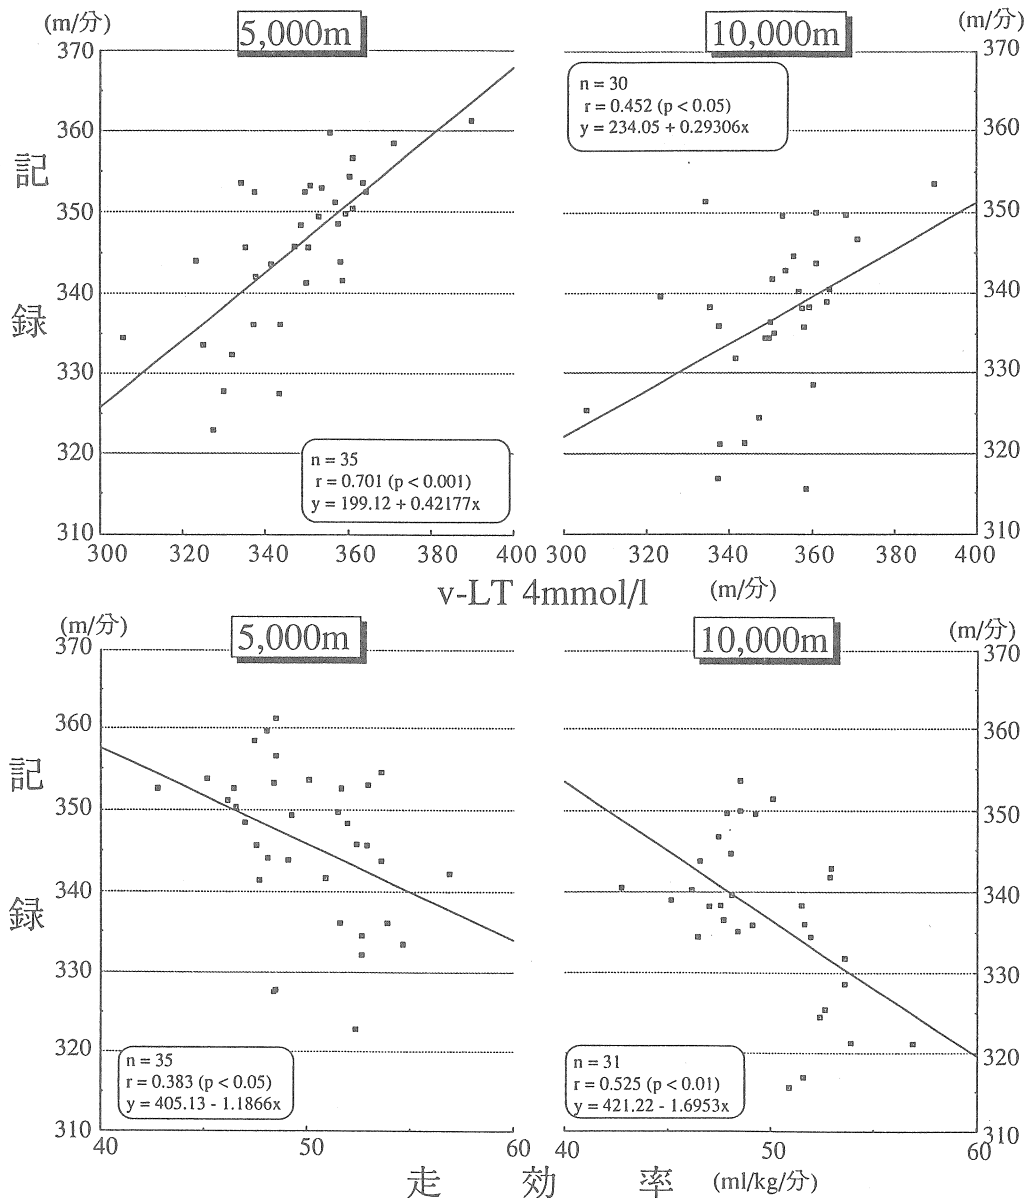 (m/分)
5,000m
10,000m
(m/分)
370
360
350
340
330
320
310
記
録
n = 35
r = 0.701 (p < 0.001)
y = 199.12 + 0.42177x
300 320 340 360 380 400
n = 30
r = 0.452 (p < 0.05)
y = 234.05 + 0.29306x
370
360
350
340
330
320
310
300 320 340 360 380 400
v-LT 4mmol/l (m/分)
(m/分)
5,000m
10,000m
(m/分)
370
360
350
340
330
320
310
記
録
n = 35
r = 0.383 (p < 0.05)
y = 405.13 - 1.1866x
40 50 60
n = 31
r = 0.525 (p < 0.01)
y = 421.22 - 1.6953x
370
360
350
340
330
320
310
40 50 60
走 効 率 (ml/kg/分)